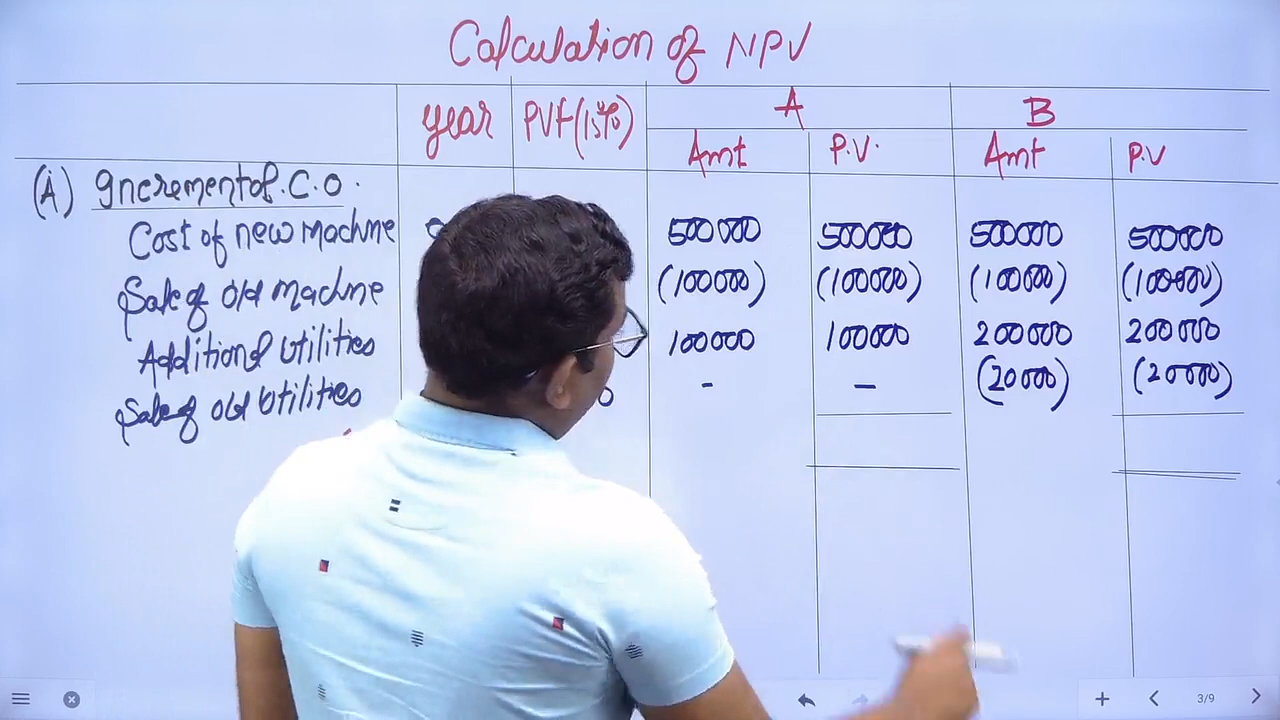 Calculation of NPV
year PVf (15%) A B
Amt P.V. Amt P.V
(A) Incremental C.O.
Cost of new machine 0 500000 500000 500000 500000
Sale of old machine (100000) (100000) (100000) (100000)
Additional Utilities 100000 100000 200000 200000
Sale of old Utilities - - (20000) (20000)
3/9